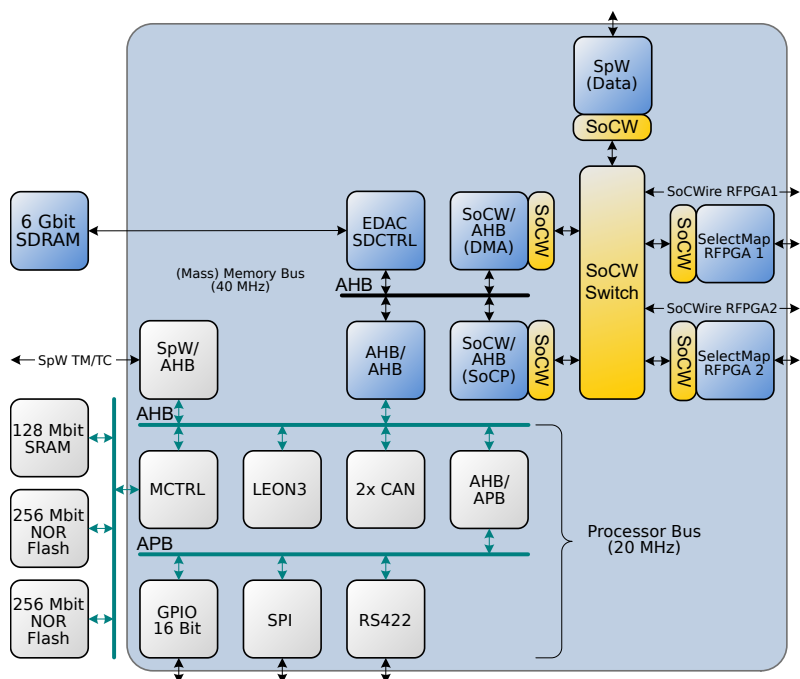 SpW
(Data)
SoCW
6 Gbit
SDRAM
EDAC
SDCTRL
SoCW/
AHB
(DMA)
SoCW
SoCW
Switch
SoCWire RFPGA1
SoCW
SelectMap
RFPGA 1
(Mass) Memory Bus
(40 MHz)
AHB
SoCWire RFPGA2
SpW TM/TC
SpW/
AHB
AHB/
AHB
SoCW/
AHB
(SoCP)
SoCW
SoCW
SelectMap
RFPGA 2
AHB
128 Mbit
SRAM
MCTRL
LEON3
2x CAN
AHB/
APB
256 Mbit
NOR
Flash
APB
Processor Bus
(20 MHz)
256 Mbit
NOR
Flash
GPIO
16 Bit
SPI
RS422